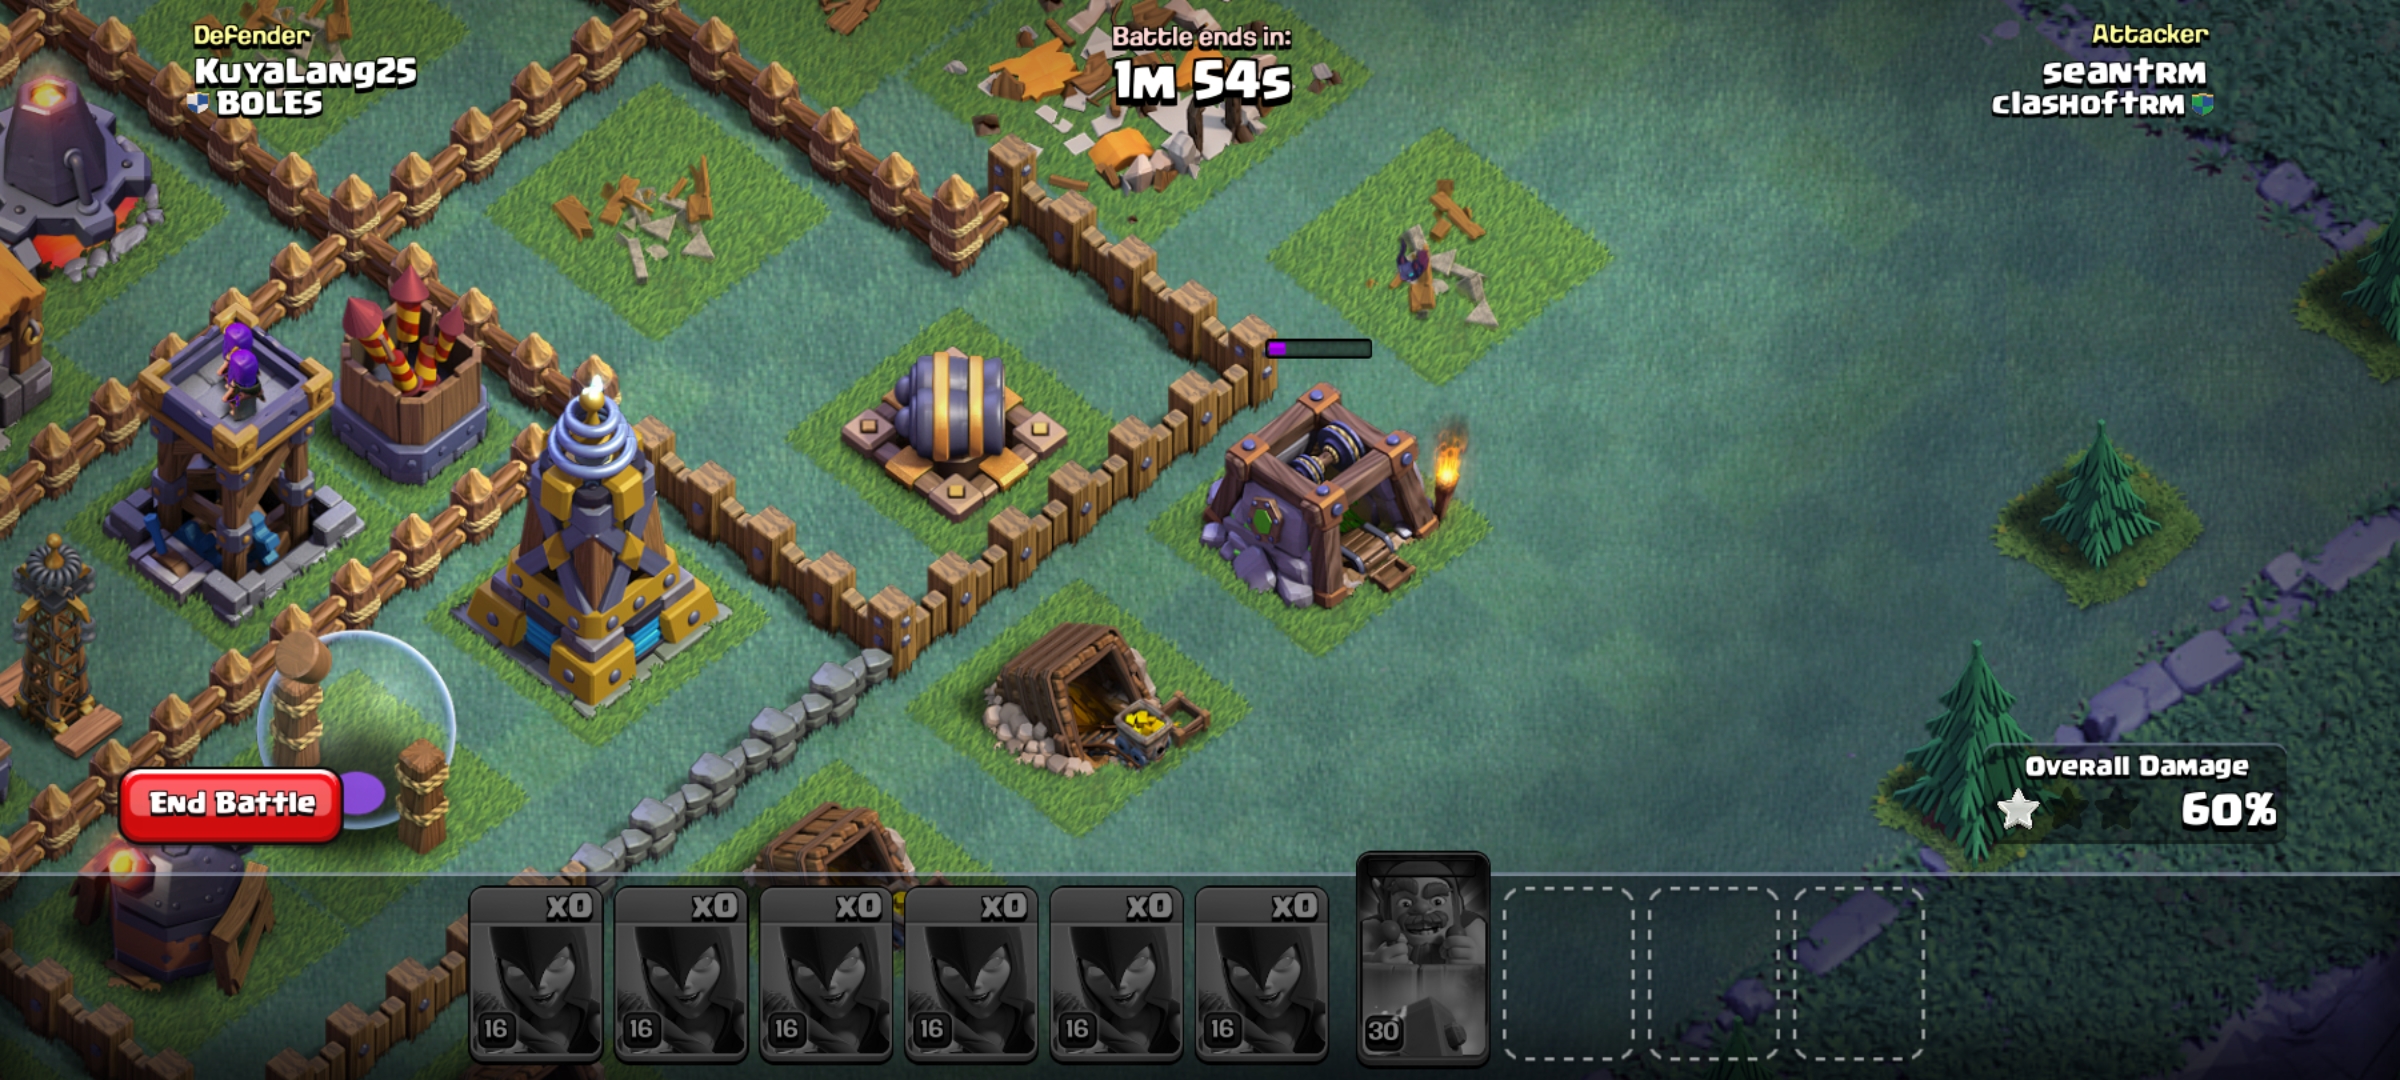 Defender
KuyaLang25
BOLES
Battle ends in:
1M 54s
Attacker
seantRM
clashoftRM
End Battle
Overall Damage
60%
x0 x0 x0 x0 x0 x0
16 16 16 16 16 16 30